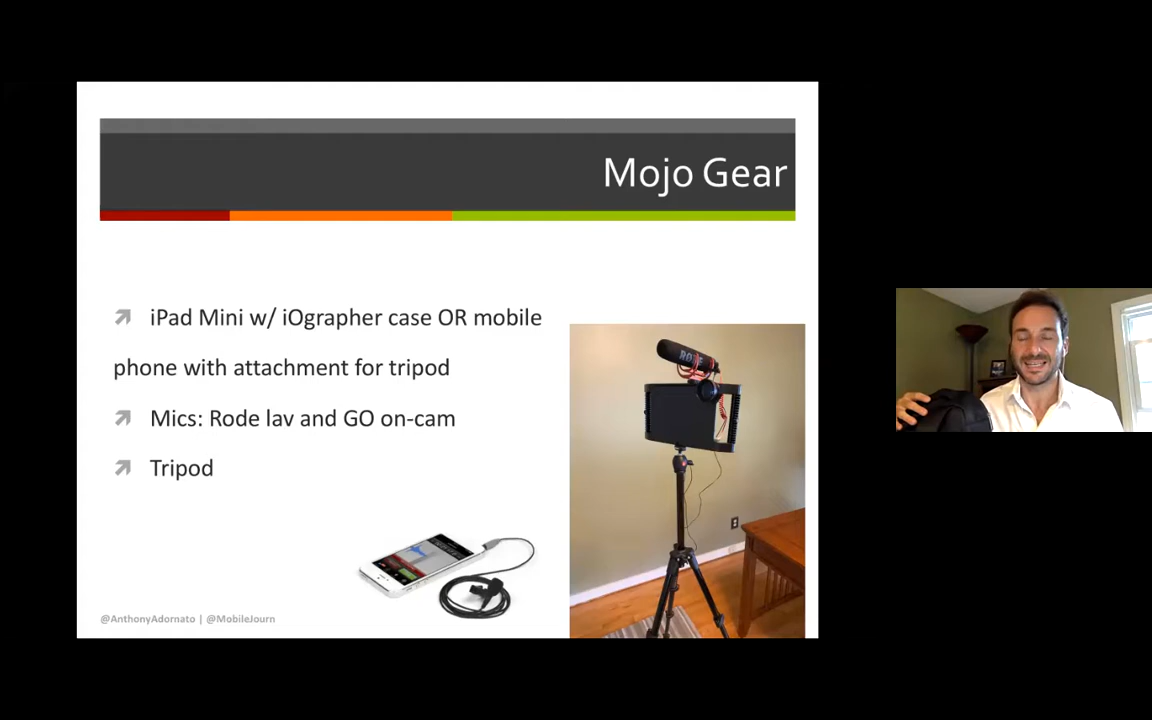 Mojo Gear
iPad Mini w/ iOgrapher case OR mobile
phone with attachment for tripod
Mics: Rode lav and GO on-cam
Tripod
RODE
@AnthonyAdornato | @MobileJourn